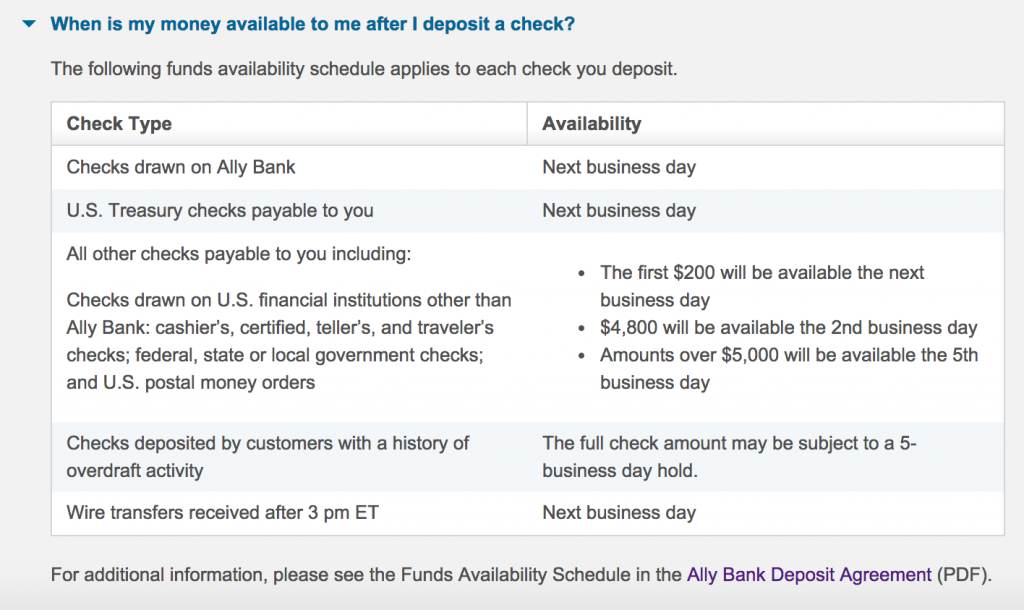 When is my money available to me after I deposit a check?
The following funds availability schedule applies to each check you deposit.
Check Type
Availability
Checks drawn on Ally Bank
Next business day
U.S. Treasury checks payable to you
Next business day
All other checks payable to you including:
Checks drawn on U.S. financial institutions other than
Ally Bank: cashier's, certified, teller's, and traveler's
checks; federal, state or local government checks;
and U.S. postal money orders
• The first $200 will be available the next
business day
• $4,800 will be available the 2nd business day
• Amounts over $5,000 will be available the 5th
business day
Checks deposited by customers with a history of
overdraft activity
The full check amount may be subject to a 5-
business day hold.
Wire transfers received after 3 pm ET
Next business day
For additional information, please see the Funds Availability Schedule in the Ally Bank Deposit Agreement (PDF).